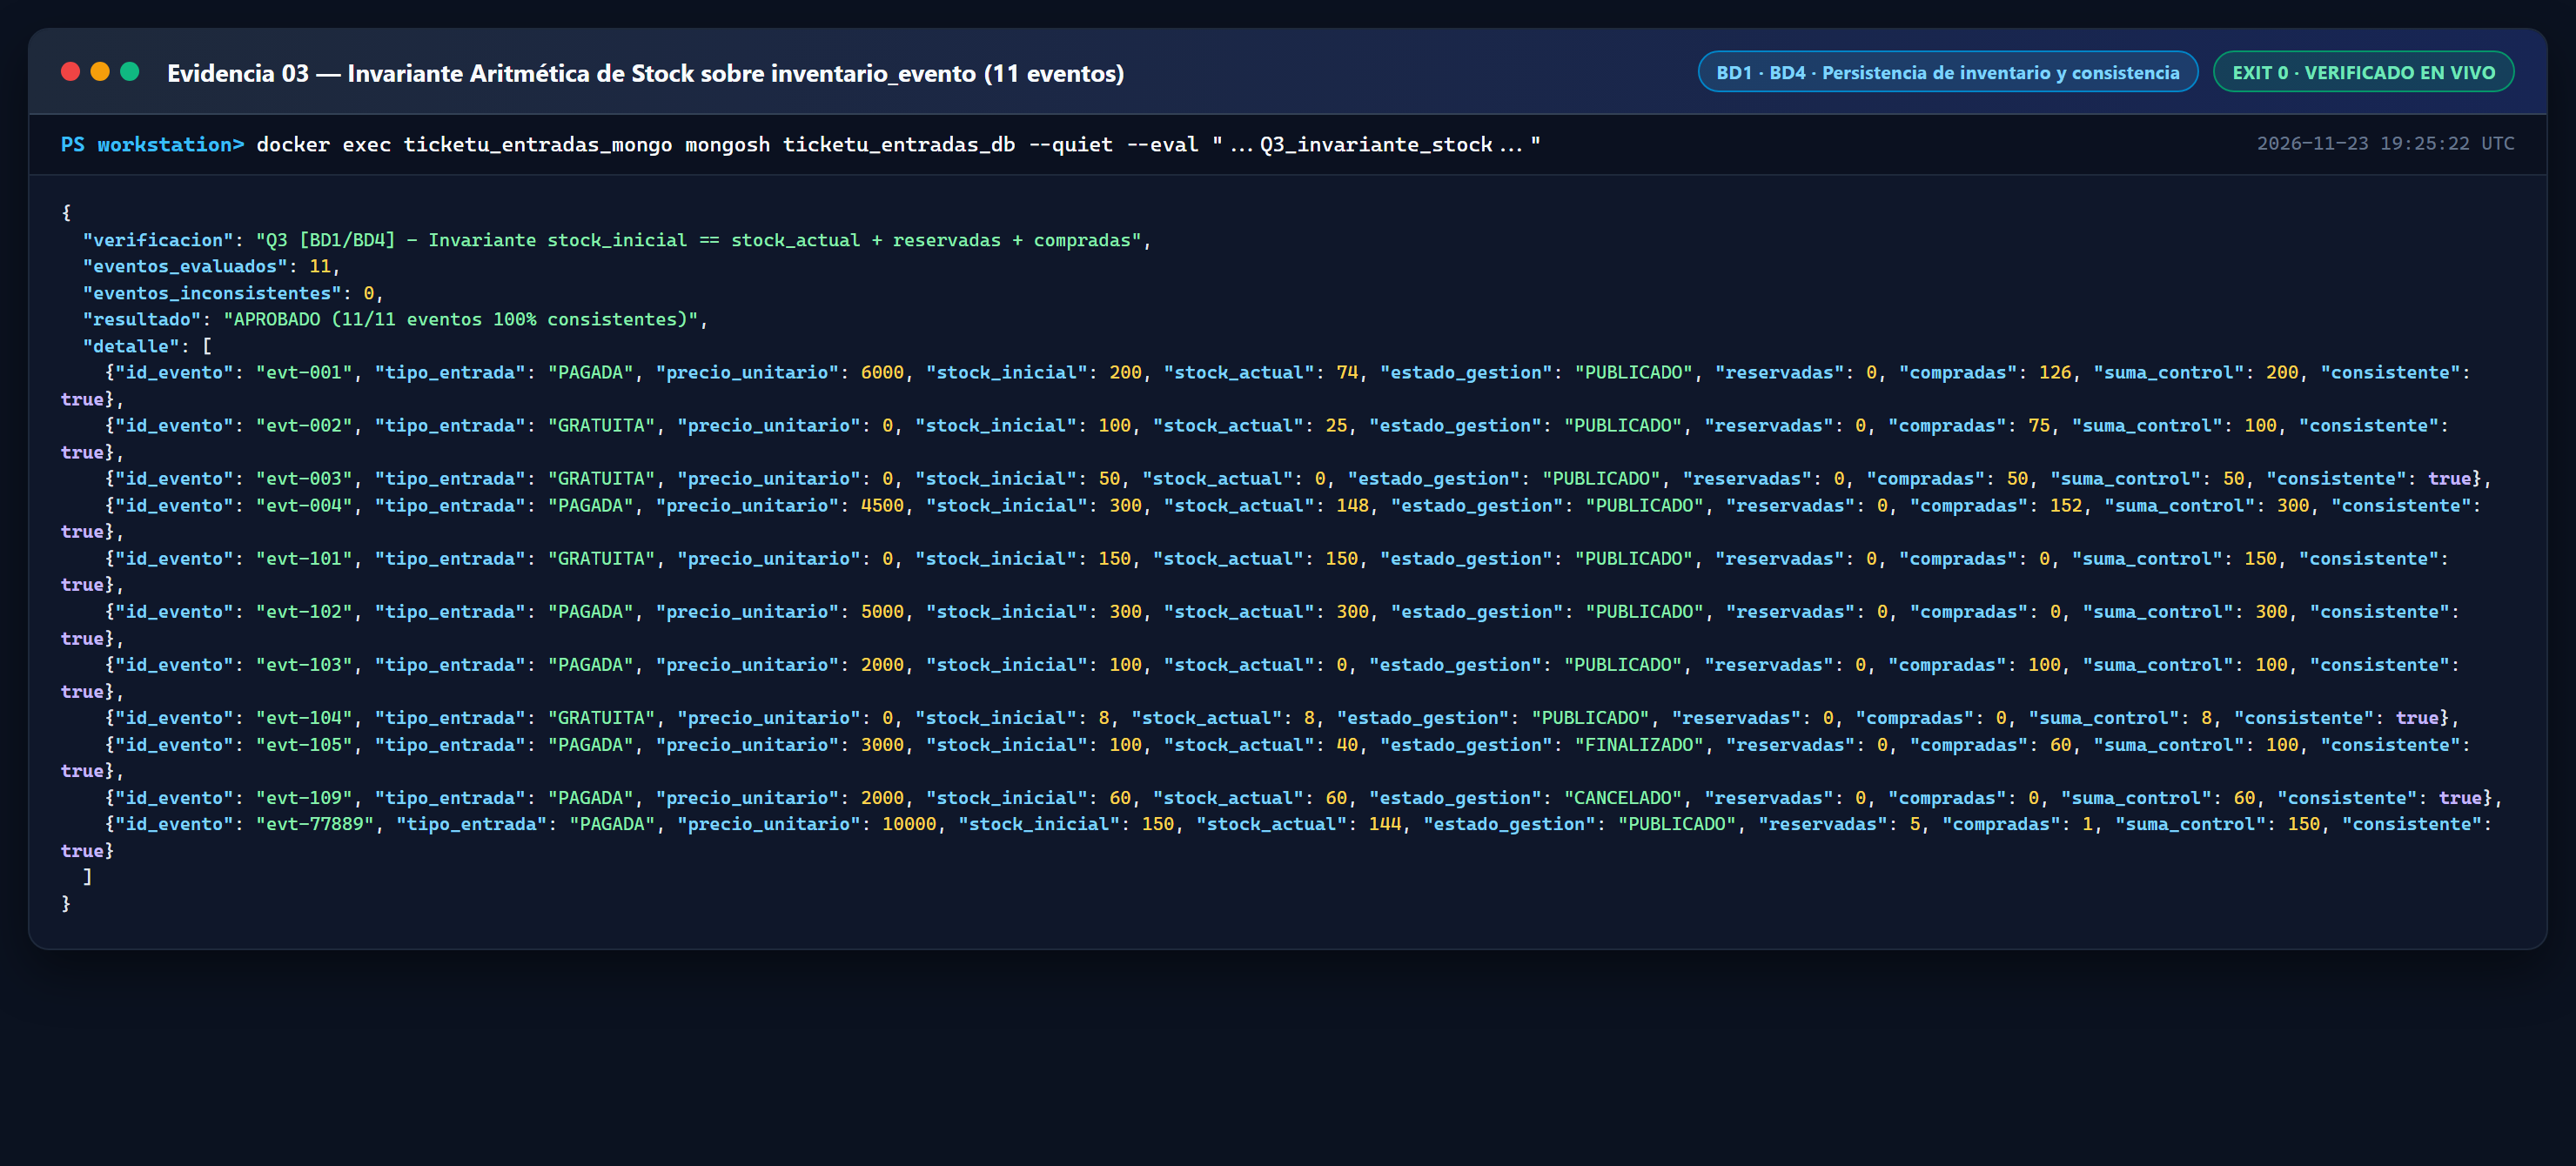 Evidencia 03 — Invariante Aritmética de Stock sobre inventario_evento (11 eventos)
BD1 · BD4 · Persistencia de inventario y consistencia
EXIT 0 · VERIFICADO EN VIVO
PS workstation> docker exec ticketu_entradas_mongo mongosh ticketu_entradas_db --quiet --eval "...Q3_invariante_stock..."
2026-11-23 19:25:22 UTC
{
"verificacion": "Q3 [BD1/BD4] - Invariante stock_inicial == stock_actual + reservadas + compradas",
"eventos_evaluados": 11,
"eventos_inconsistentes": 0,
"resultado": "APROBADO (11/11 eventos 100% consistentes)",
"detalle": [
{"id_evento": "evt-001", "tipo_entrada": "PAGADA", "precio_unitario": 6000, "stock_inicial": 200, "stock_actual": 74, "estado_gestion": "PUBLICADO", "reservadas": 0, "compradas": 126, "suma_control": 200, "consistente":
true},
{"id_evento": "evt-002", "tipo_entrada": "GRATUITA", "precio_unitario": 0, "stock_inicial": 100, "stock_actual": 25, "estado_gestion": "PUBLICADO", "reservadas": 0, "compradas": 75, "suma_control": 100, "consistente":
true},
{"id_evento": "evt-003", "tipo_entrada": "GRATUITA", "precio_unitario": 0, "stock_inicial": 50, "stock_actual": 0, "estado_gestion": "PUBLICADO", "reservadas": 0, "compradas": 50, "suma_control": 50, "consistente": true},
{"id_evento": "evt-004", "tipo_entrada": "PAGADA", "precio_unitario": 4500, "stock_inicial": 300, "stock_actual": 148, "estado_gestion": "PUBLICADO", "reservadas": 0, "compradas": 152, "suma_control": 300, "consistente":
true},
{"id_evento": "evt-101", "tipo_entrada": "GRATUITA", "precio_unitario": 0, "stock_inicial": 150, "stock_actual": 150, "estado_gestion": "PUBLICADO", "reservadas": 0, "compradas": 0, "suma_control": 150, "consistente":
true},
{"id_evento": "evt-102", "tipo_entrada": "PAGADA", "precio_unitario": 5000, "stock_inicial": 300, "stock_actual": 300, "estado_gestion": "PUBLICADO", "reservadas": 0, "compradas": 0, "suma_control": 300, "consistente":
true},
{"id_evento": "evt-103", "tipo_entrada": "PAGADA", "precio_unitario": 2000, "stock_inicial": 100, "stock_actual": 0, "estado_gestion": "PUBLICADO", "reservadas": 0, "compradas": 100, "suma_control": 100, "consistente":
true},
{"id_evento": "evt-104", "tipo_entrada": "GRATUITA", "precio_unitario": 0, "stock_inicial": 8, "stock_actual": 8, "estado_gestion": "PUBLICADO", "reservadas": 0, "compradas": 0, "suma_control": 8, "consistente": true},
{"id_evento": "evt-105", "tipo_entrada": "PAGADA", "precio_unitario": 3000, "stock_inicial": 100, "stock_actual": 40, "estado_gestion": "FINALIZADO", "reservadas": 0, "compradas": 60, "suma_control": 100, "consistente":
true},
{"id_evento": "evt-109", "tipo_entrada": "PAGADA", "precio_unitario": 2000, "stock_inicial": 60, "stock_actual": 60, "estado_gestion": "CANCELADO", "reservadas": 0, "compradas": 0, "suma_control": 60, "consistente": true},
{"id_evento": "evt-77889", "tipo_entrada": "PAGADA", "precio_unitario": 10000, "stock_inicial": 150, "stock_actual": 144, "estado_gestion": "PUBLICADO", "reservadas": 5, "compradas": 1, "suma_control": 150, "consistente":
true}
]
}